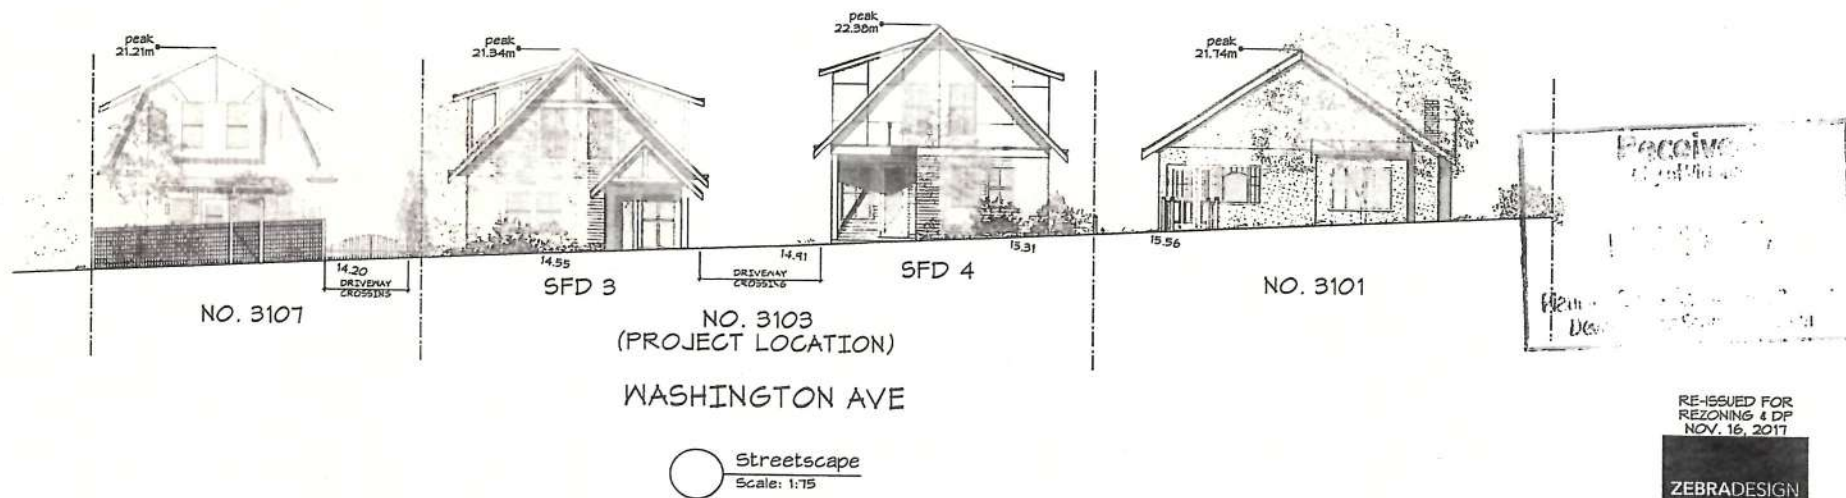 peak
21.21m
peak
21.34m
peak
22.38m
peak
21.74m
14.20
DRIVEWAY
CROSSING
14.55
14.91
DRIVEWAY
CROSSING
15.31
15.56
NO. 3107
SFD 3
SFD 4
NO. 3101
NO. 3103
(PROJECT LOCATION)
WASHINGTON AVE
Streetscape
Scale: 1:75
RE-ISSUED FOR
REZONING & DP
NOV. 16, 2017
ZEBRADESIGN